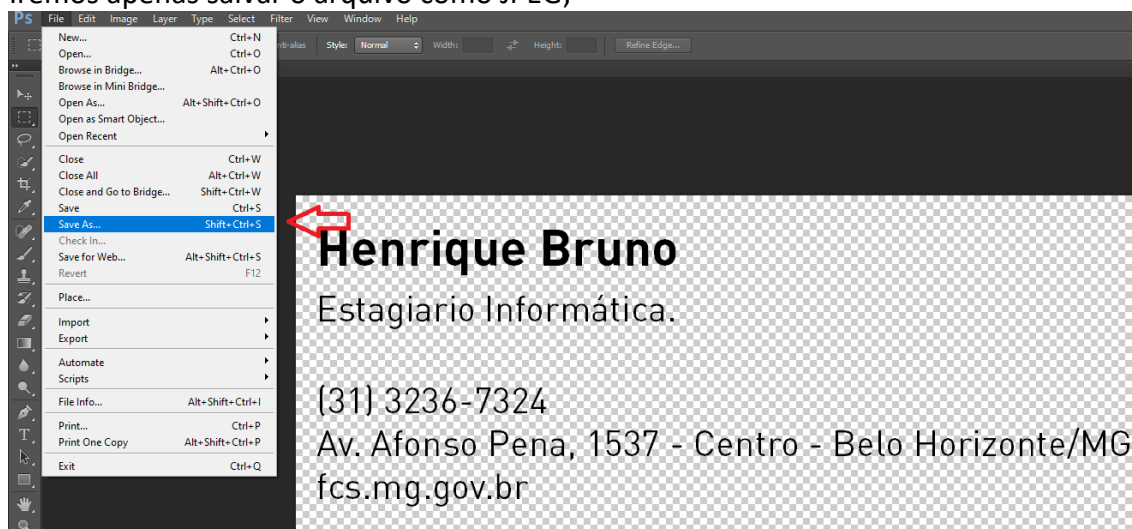 Iremos apenas salvar o arquivo como JPEG,
Ps File Edit Image Layer Type Select Filter View Window Help
nti-alias Style: Normal Width: Height: Refine Edge...
New... Ctrl+N
Open... Ctrl+O
Browse in Bridge... Alt+Ctrl+O
Browse in Mini Bridge...
Open As... Alt+Shift+Ctrl+O
Open as Smart Object...
Open Recent
Close Ctrl+W
Close All Alt+Ctrl+W
Close and Go to Bridge... Shift+Ctrl+W
Save Ctrl+S
Save As... Shift+Ctrl+S
Check In...
Save for Web... Alt+Shift+Ctrl+S
Revert F12
Place...
Import
Export
Automate
Scripts
File Info... Alt+Shift+Ctrl+I
Print... Ctrl+P
Print One Copy Alt+Shift+Ctrl+P
Exit Ctrl+Q
Henrique Bruno
Estagiario Informática.
(31) 3236-7324
Av. Afonso Pena, 1537 - Centro - Belo Horizonte/MG
fcs.mg.gov.br